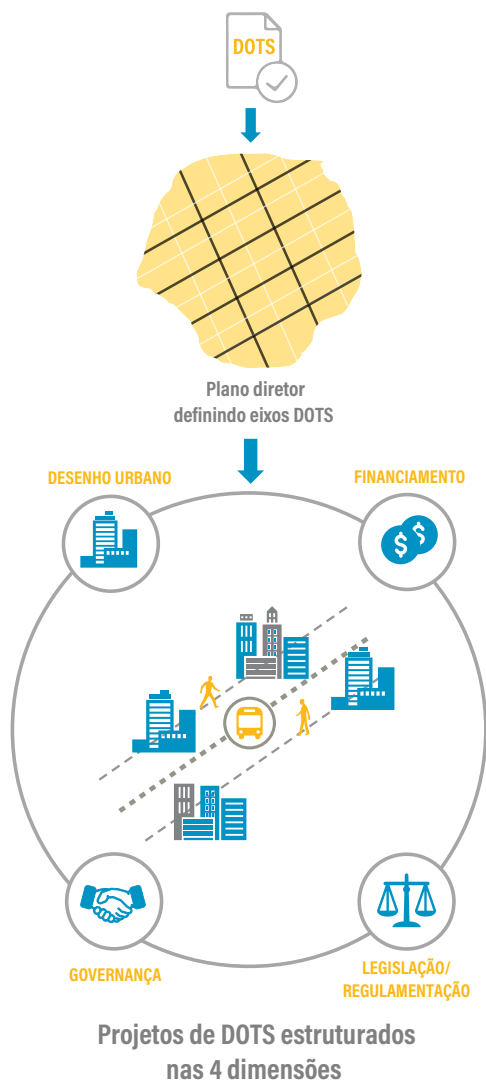 DOTS
Plano diretor
definindo eixos DOTS
DESENHO URBANO
FINANCIAMENTO
$ $
GOVERNANÇA
LEGISLAÇÃO/
REGULAMENTAÇÃO
Projetos de DOTS estruturados
nas 4 dimensões